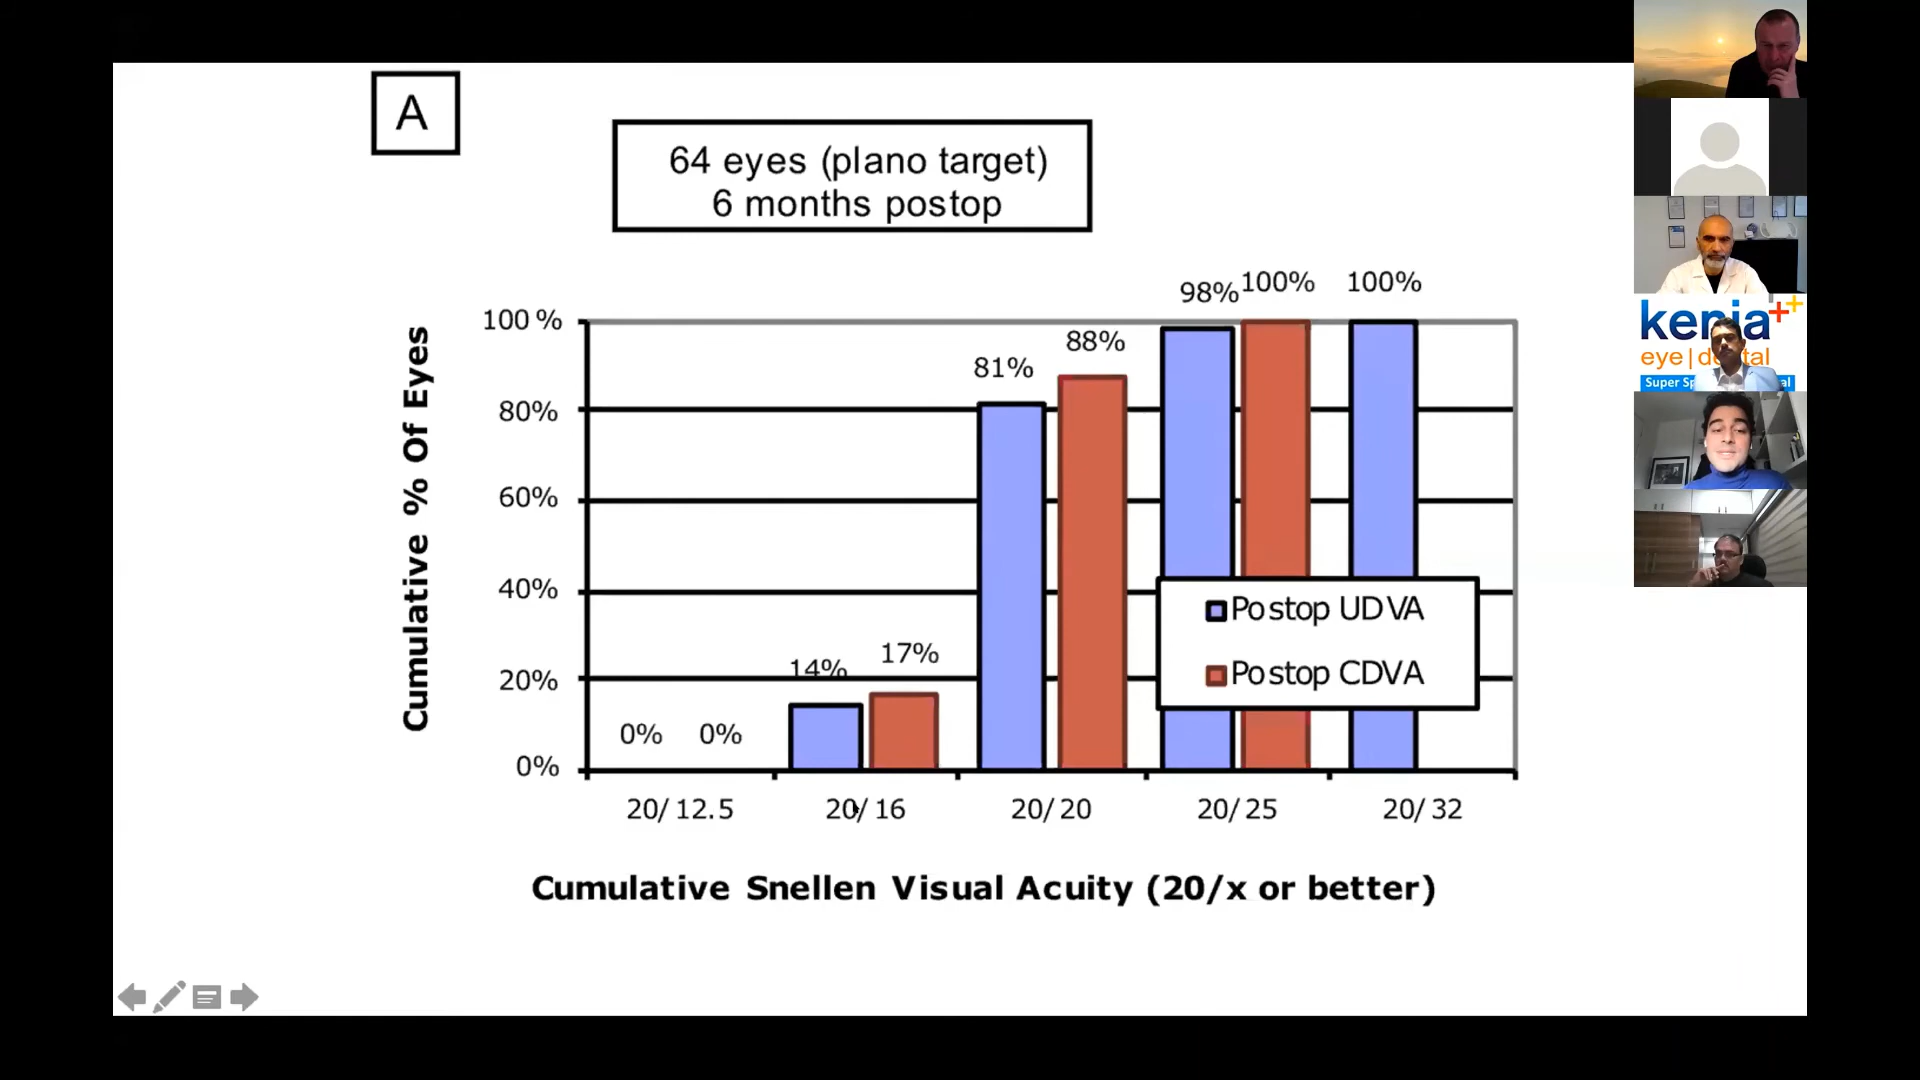 A
64 eyes (plano target)
6 months postop
Cumulative % Of Eyes
100%
80%
60%
40%
20%
0%
0%
0%
14%
17%
81%
88%
98%
100%
100%
Postop UDVA
Postop CDVA
20/12.5
20/16
20/20
20/25
20/32
Cumulative Snellen Visual Acuity (20/x or better)
kenia
eye|dental
Super